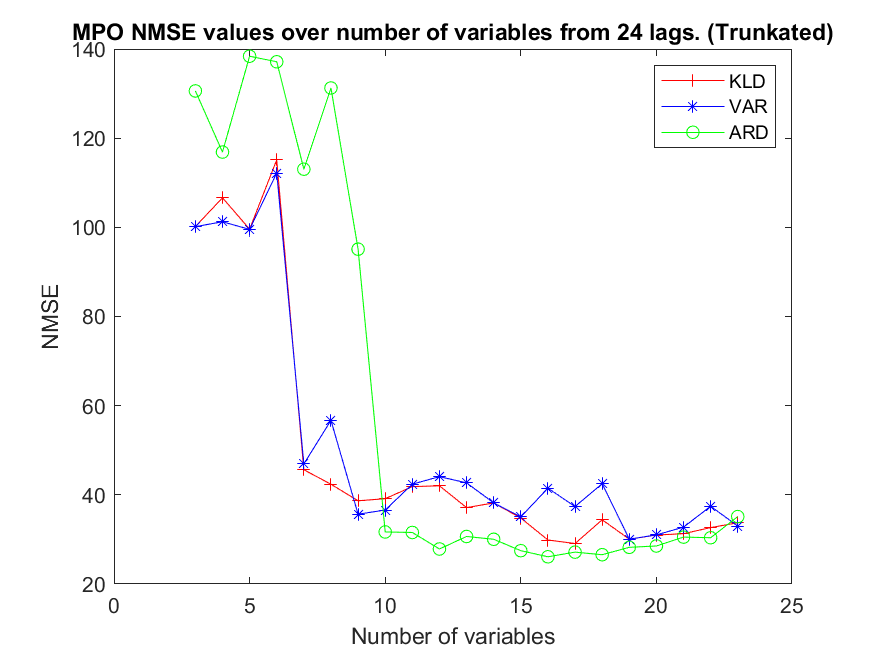 MPO NMSE values over number of variables from 24 lags. (Trunkated)
140
120
100
80
60
40
20
NMSE
0
5
10
15
20
25
Number of variables
KLD
VAR
ARD